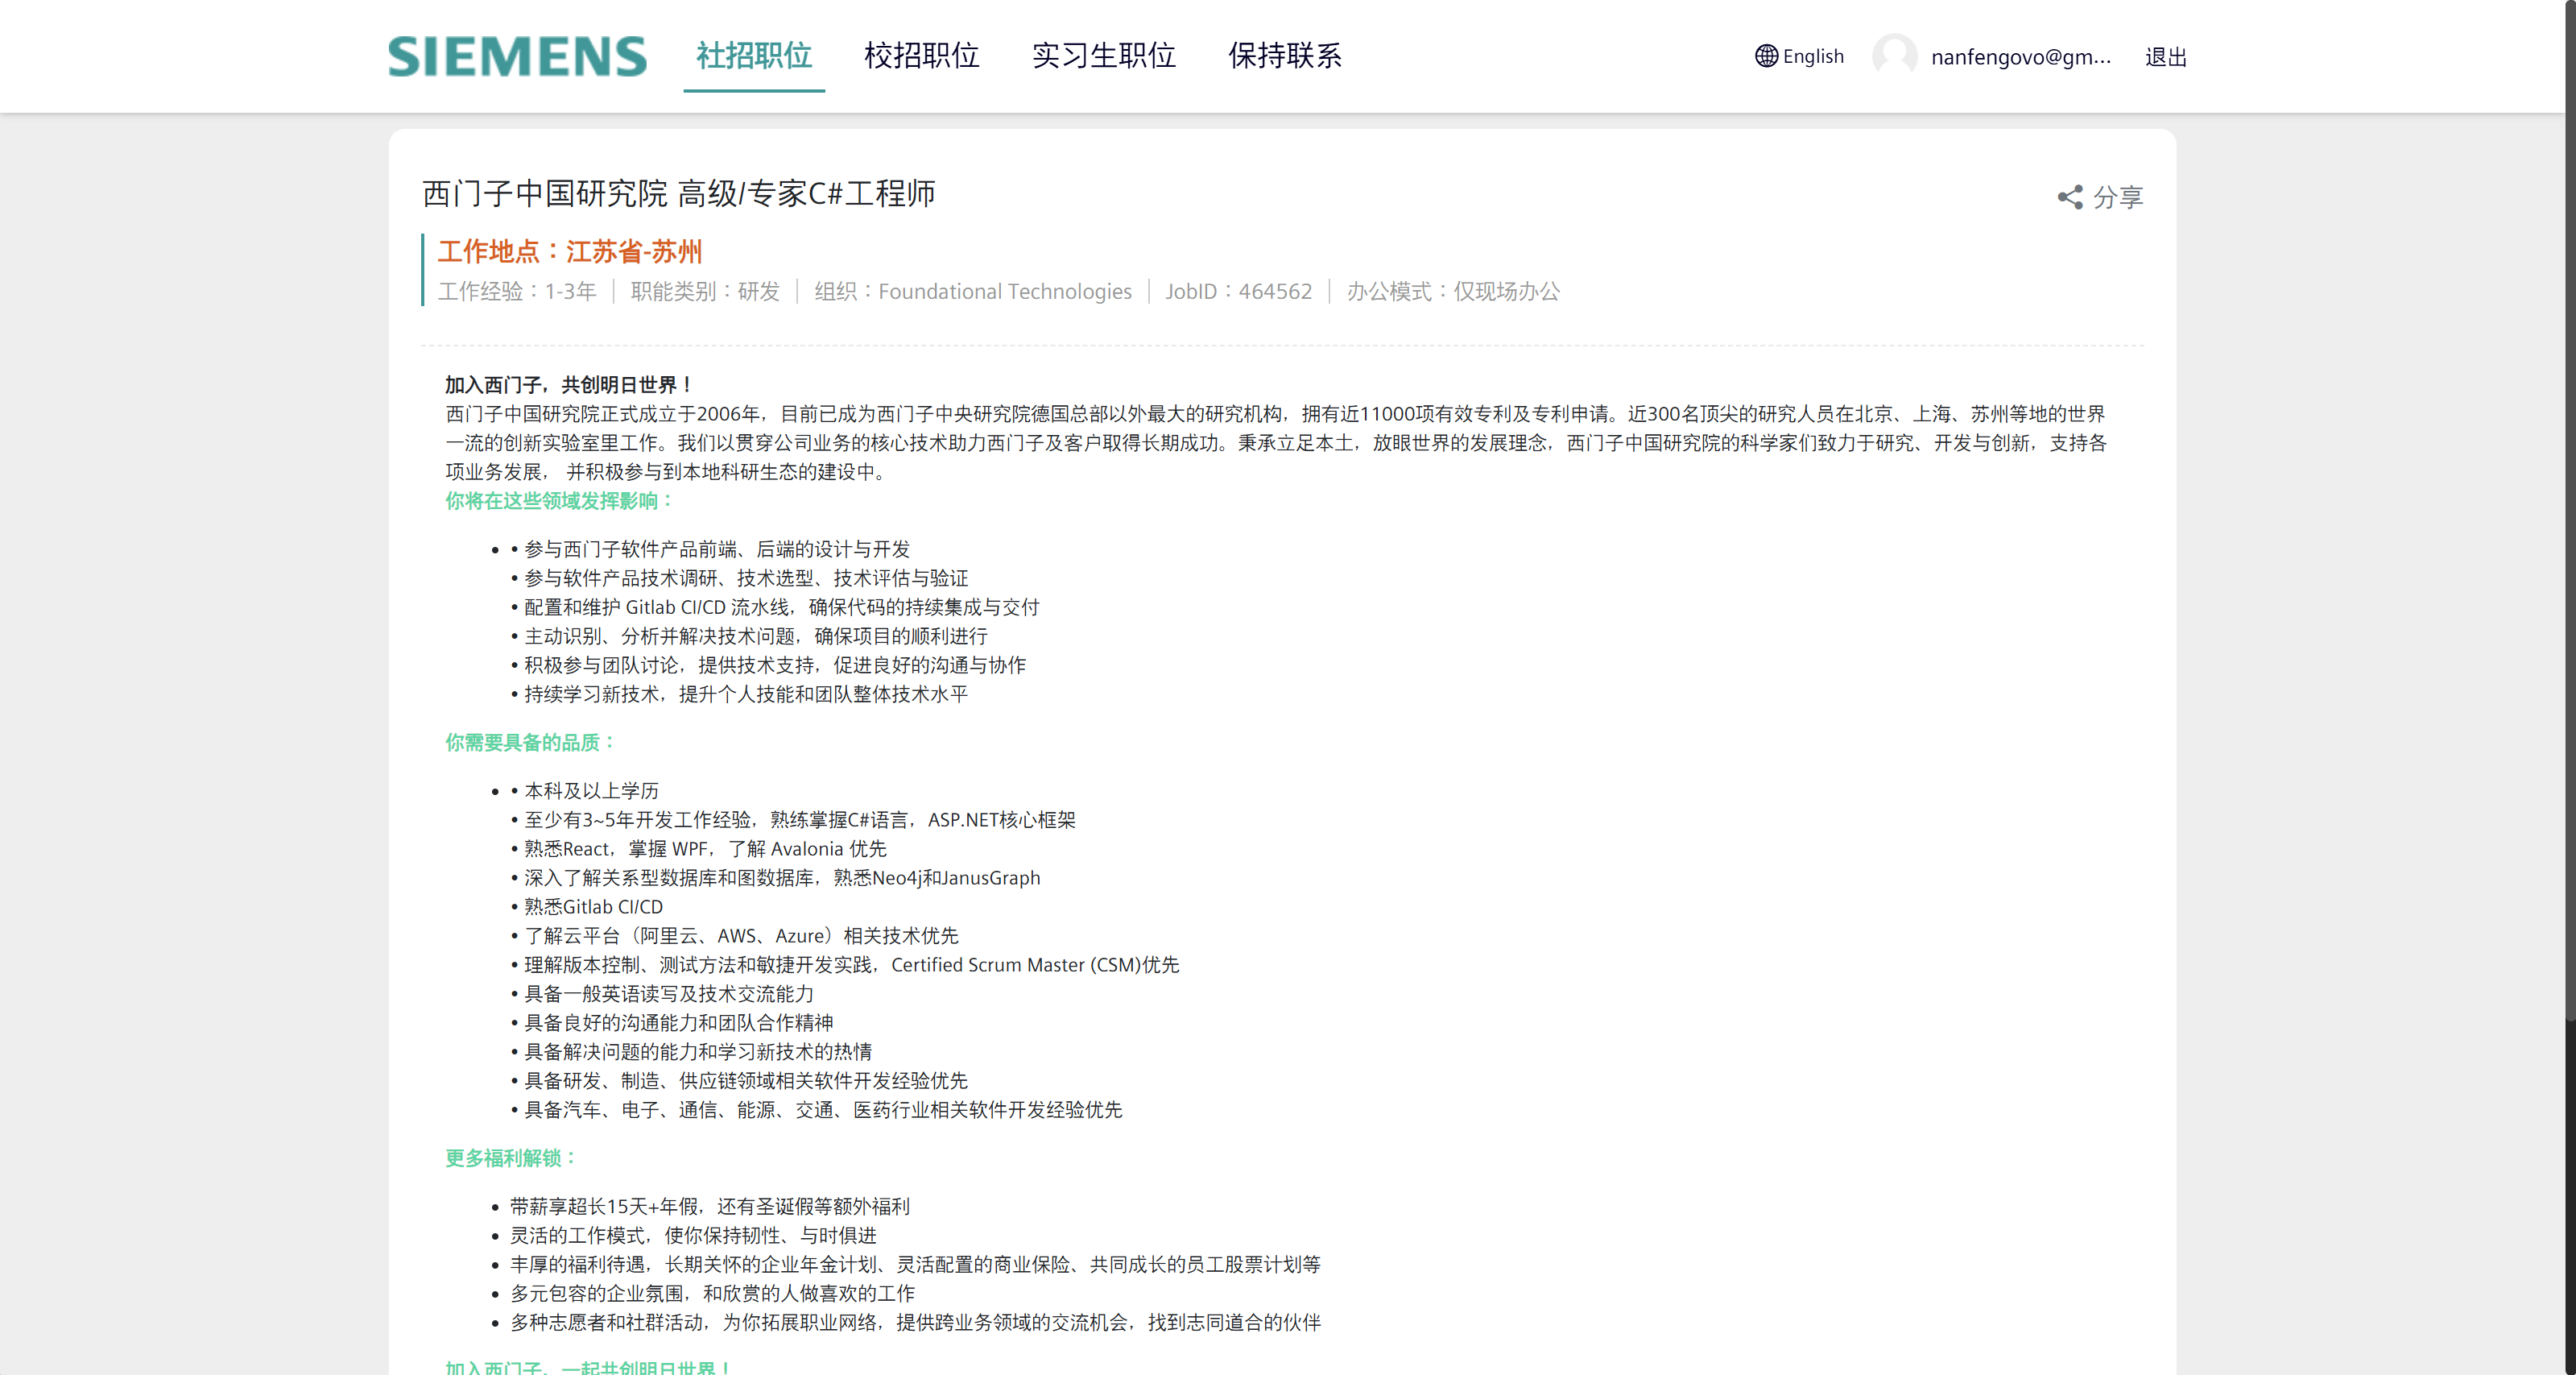 SIEMENS
社招职位
校招职位
实习生职位
保持联系
English
nanfengovo@gm...
退出
西门子中国研究院 高级/专家C#工程师
分享
工作地点：江苏省-苏州
工作经验：1-3年 职能类别：研发 组织：Foundational Technologies JobID：464562 办公模式：仅现场办公
加入西门子，共创明日世界！
西门子中国研究院正式成立于2006年，目前已成为西门子中央研究院德国总部以外最大的研究机构，拥有近11000项有效专利及专利申请。近300名顶尖的研究人员在北京、上海、苏州等地的世界
一流的创新实验室里工作。我们以贯穿公司业务的核心技术助力西门子及客户取得长期成功。秉承立足本土，放眼世界的发展理念，西门子中国研究院的科学家们致力于研究、开发与创新，支持各
项业务发展， 并积极参与到本地科研生态的建设中。
你将在这些领域发挥影响：
• • 参与西门子软件产品前端、后端的设计与开发
• 参与软件产品技术调研、技术选型、技术评估与验证
• 配置和维护 Gitlab CI/CD 流水线，确保代码的持续集成与交付
• 主动识别、分析并解决技术问题，确保项目的顺利进行
• 积极参与团队讨论，提供技术支持，促进良好的沟通与协作
• 持续学习新技术，提升个人技能和团队整体技术水平
你需要具备的品质：
• • 本科及以上学历
• 至少有3~5年开发工作经验，熟练掌握C#语言，ASP.NET核心框架
• 熟悉React，掌握 WPF，了解 Avalonia 优先
• 深入了解关系型数据库和图数据库，熟悉Neo4j和JanusGraph
• 熟悉Gitlab CI/CD
• 了解云平台（阿里云、AWS、Azure）相关技术优先
• 理解版本控制、测试方法和敏捷开发实践，Certified Scrum Master (CSM)优先
• 具备一般英语读写及技术交流能力
• 具备良好的沟通能力和团队合作精神
• 具备解决问题的能力和学习新技术的热情
• 具备研发、制造、供应链领域相关软件开发经验优先
• 具备汽车、电子、通信、能源、交通、医药行业相关软件开发经验优先
更多福利解锁：
• 带薪享超长15天+年假，还有圣诞假等额外福利
• 灵活的工作模式，使你保持韧性、与时俱进
• 丰厚的福利待遇，长期关怀的企业年金计划、灵活配置的商业保险、共同成长的员工股票计划等
• 多元包容的企业氛围，和欣赏的人做喜欢的工作
• 多种志愿者和社群活动，为你拓展职业网络，提供跨业务领域的交流机会，找到志同道合的伙伴
加入西门子、一起共创明日世界！